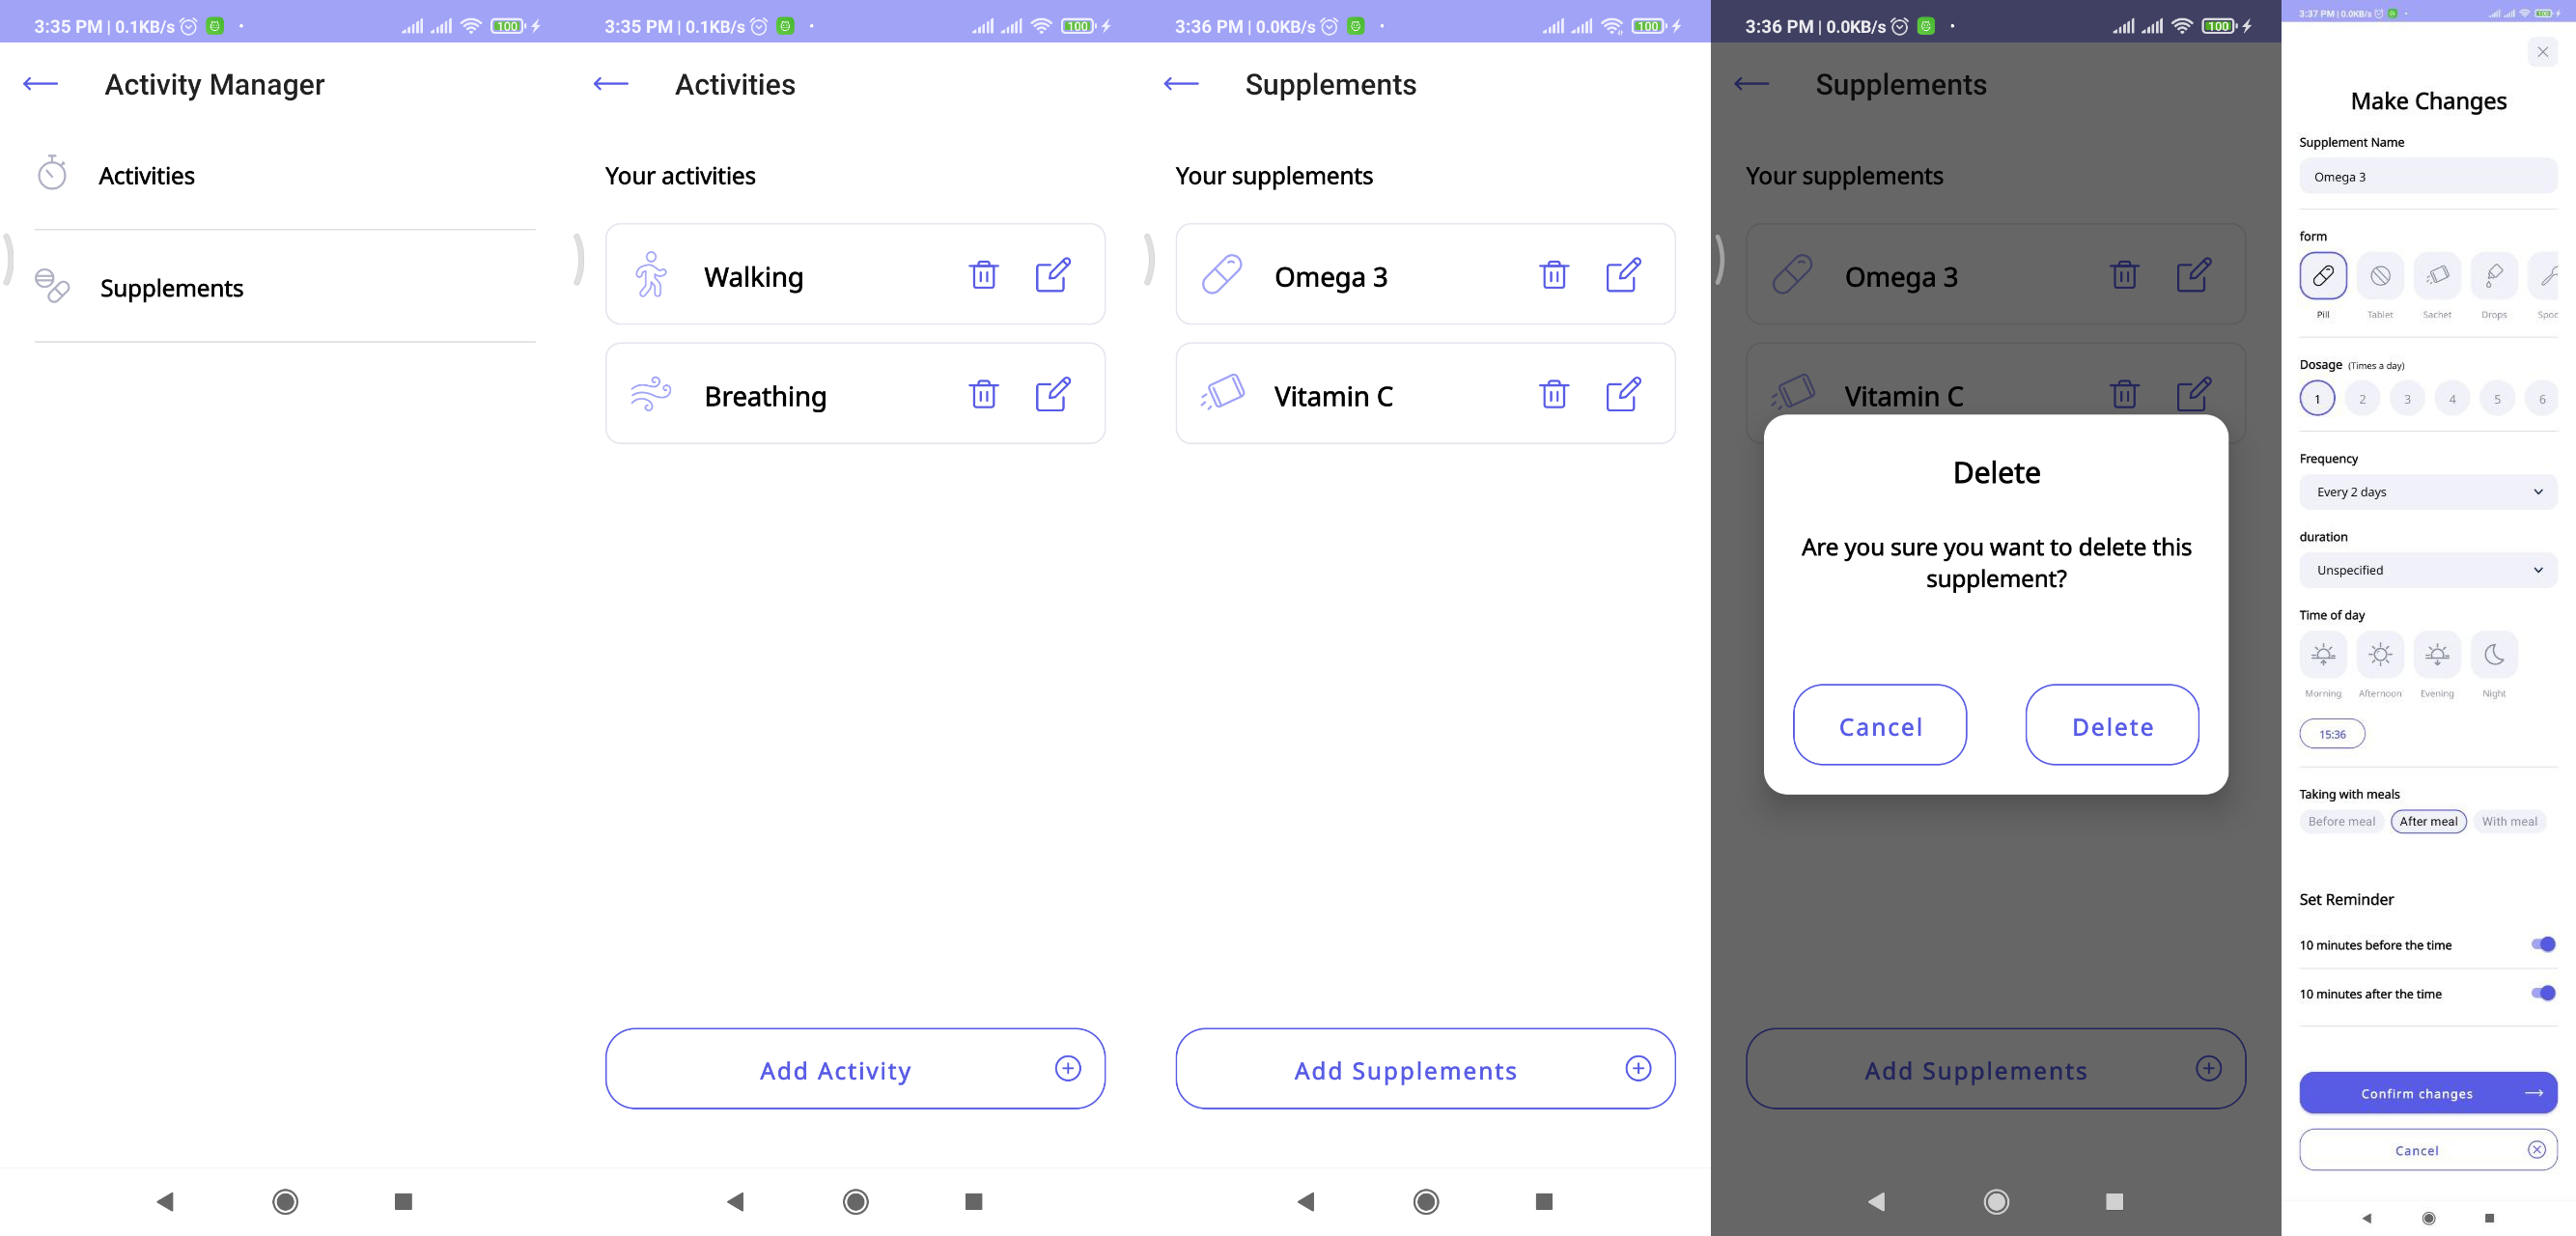 3:35 PM | 0.1KB/s
100
Activity Manager
Activities
Supplements
3:35 PM | 0.1KB/s
100
Activities
Your activities
Walking
Breathing
Add Activity
3:36 PM | 0.0KB/s
100
Supplements
Your supplements
Omega 3
Vitamin C
Add Supplements
3:36 PM | 0.0KB/s
100
Supplements
Your supplements
Omega 3
Vitamin C
Delete
Are you sure you want to delete this
supplement?
Cancel Delete
Add Supplements
3:37 PM | 0.0KB/s
100
Make Changes
Supplement Name
Omega 3
form
Pill Tablet Sachet Drops Spoo
Dosage (Times a day)
1 2 3 4 5 6
Frequency
Every 2 days
duration
Unspecified
Time of day
Morning Afternoon Evening Night
15:36
Taking with meals
Before meal After meal With meal
Set Reminder
10 minutes before the time
10 minutes after the time
Confirm changes
Cancel